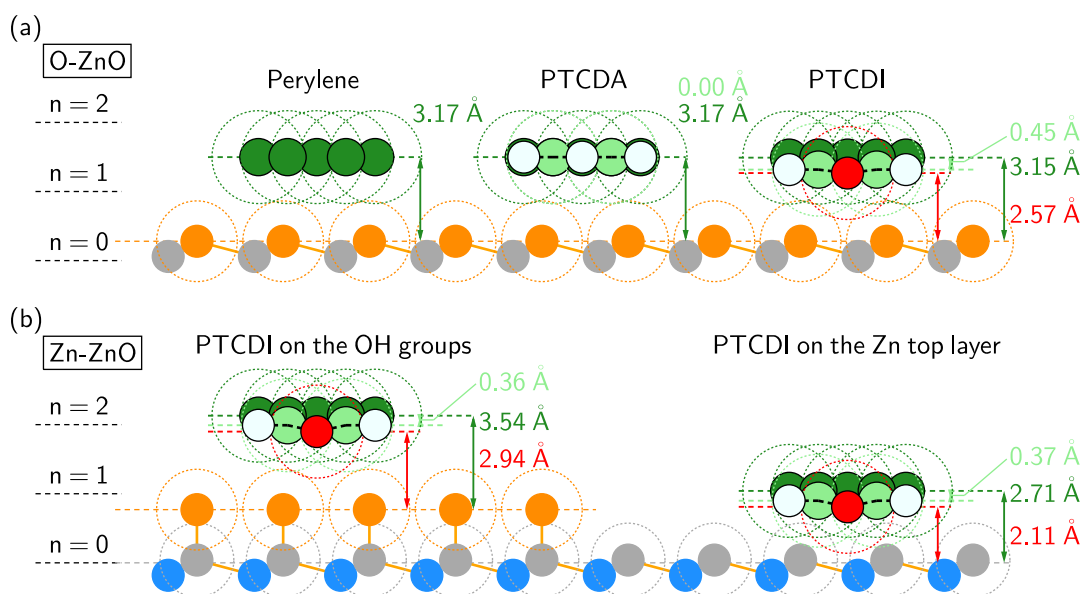 (a)
O-ZnO
n = 2
n = 1
n = 0
Perylene
3.17 Å
PTCDA
0.00 Å
3.17 Å
PTCDI
0.45 Å
3.15 Å
2.57 Å
(b)
Zn-ZnO
n = 2
n = 1
n = 0
PTCDI on the OH groups
0.36 Å
3.54 Å
2.94 Å
PTCDI on the Zn top layer
0.37 Å
2.71 Å
2.11 Å